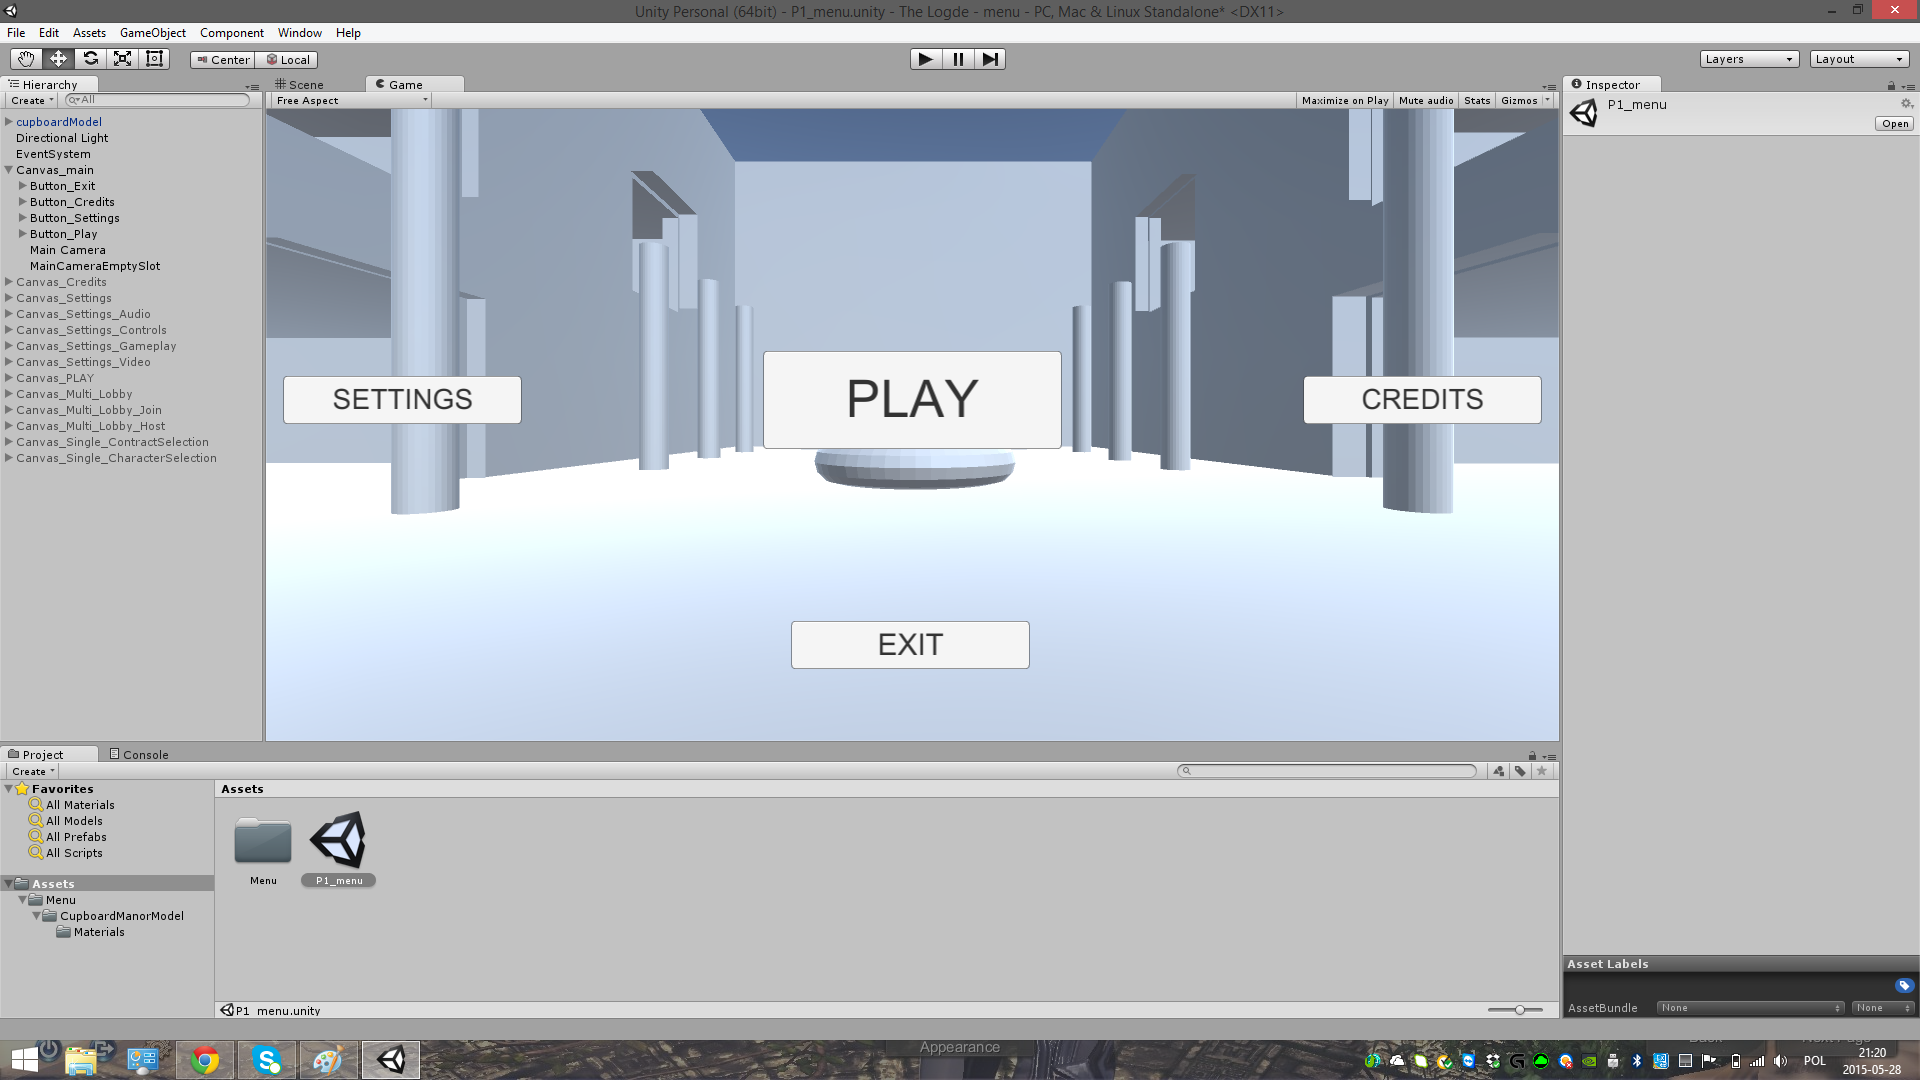 Unity Personal (64bit) - P1_menu.unity - The Logde - menu - PC, Mac & Linux Standalone* <DX11>
File Edit Assets GameObject Component Window Help
Center Local
Layers Layout
Hierarchy
Create All
cupboardModel
Directional Light
EventSystem
Canvas_main
Button_Exit
Button_Credits
Button_Settings
Button_Play
Main Camera
MainCameraEmptySlot
Canvas_Credits
Canvas_Settings
Canvas_Settings_Audio
Canvas_Settings_Controls
Canvas_Settings_Gameplay
Canvas_Settings_Video
Canvas_PLAY
Canvas_Multi_Lobby
Canvas_Multi_Lobby_Join
Canvas_Multi_Lobby_Host
Canvas_Single_ContractSelection
Canvas_Single_CharacterSelection
Scene Game
Free Aspect Maximize on Play Mute audio Stats Gizmos
SETTINGS PLAY CREDITS
EXIT
Inspector
P1_menu
Open
Project Console
Create
Favorites
All Materials
All Models
All Prefabs
All Scripts
Assets
Menu
CupboardManorModel
Materials
Assets
Menu P1_menu
P1_menu.unity
Asset Labels
AssetBundle None None
Appearance
POL
21:20
2015-05-28